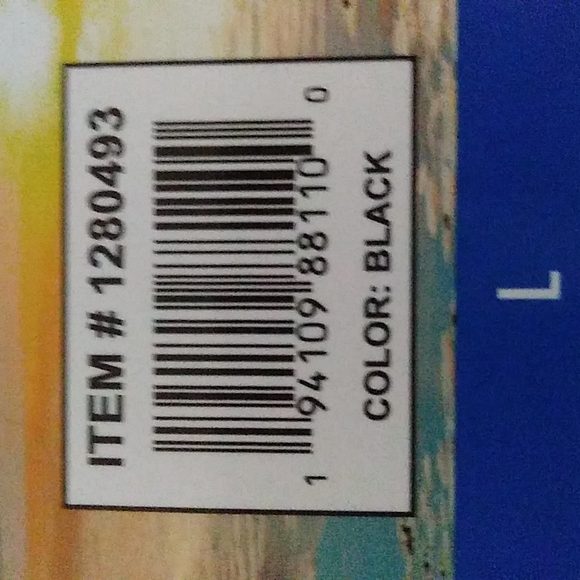 ITEM # 1280493
1 94109 88110 0
COLOR: BLACK
L